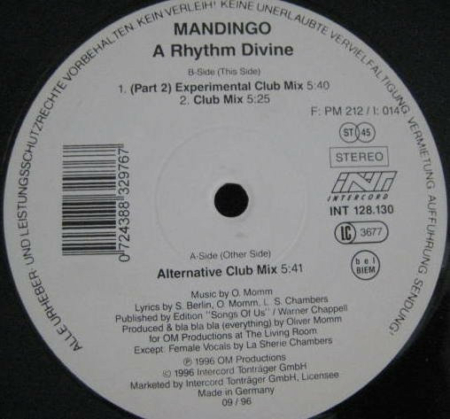 ALLE URHEBER UND LEISTUNGSSCHUTZRECHTE VORBEHALTEN KEIN VERLEIH! KEINE UNERLAUBTE VERVIELFÄLTIGUNG VERMIETUNG AUFFÜHRUNG SENDUNG!
MANDINGO
A Rhythm Divine
B-Side (This Side)
1. (Part 2) Experimental Club Mix 5:40
2. Club Mix 5:25
F: PM 212 / I: 014
ST 45
STEREO
INT
INTERCORD
INT 128.130
LC 3677
bel
BIEM
0 724388 329767
A-Side (Other Side)
Alternative Club Mix 5:41
Music by O. Momm
Lyrics by S. Berlin, O. Momm, L. S. Chambers
Published by Edition "Songs Of Us" / Warner Chappell
Produced & bla bla bla (everything) by Oliver Momm
for OM Productions at The Living Room
Except: Female Vocals by La Sherie Chambers
℗ 1996 OM Productions
© 1996 Intercord Tonträger GmbH
Marketed by Intercord Tonträger GmbH, Licensee
Made in Germany
09 / 96